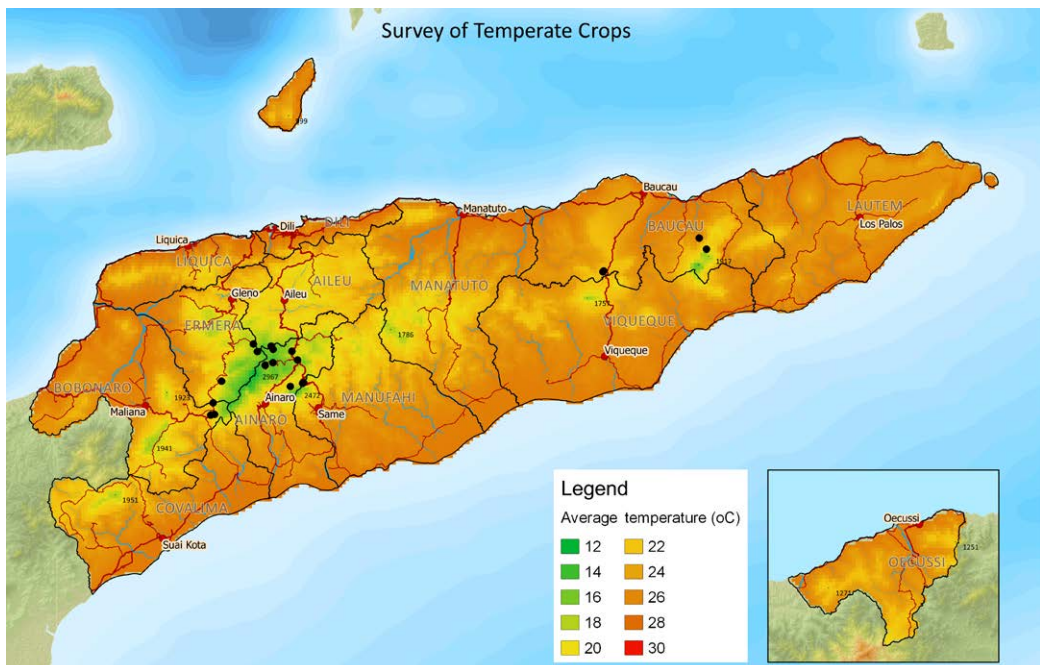 Survey of Temperate Crops
Baucau
BAUCAU
LAUTEM
Los Palos
Manatuto
Dili
DILI
Liquica
LIQUICA
AILEU
MANATUTO
Gleno
Aileu
1757
VIQUEQUE
ERMERA
1786
Viqueque
2967
BOBONARO
2472
MANUFAHI
Maliana
Ainaro
AINARO
Same
1941
1951
COVALIMA
Suai Kota
Legend
Average temperature (oC)
12 22
14 24
16 26
18 28
20 30
Oecussi
OECUSSI
1251